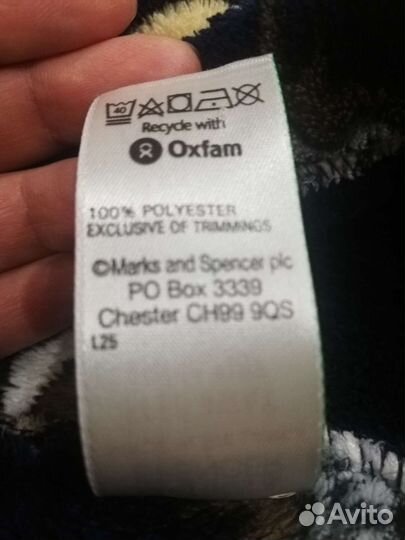 40
Recycle with
Oxfam
100% POLYESTER
EXCLUSIVE OF TRIMMINGS
©Marks and Spencer plc
PO Box 3339
Chester CH99 9QS
L25
Avito